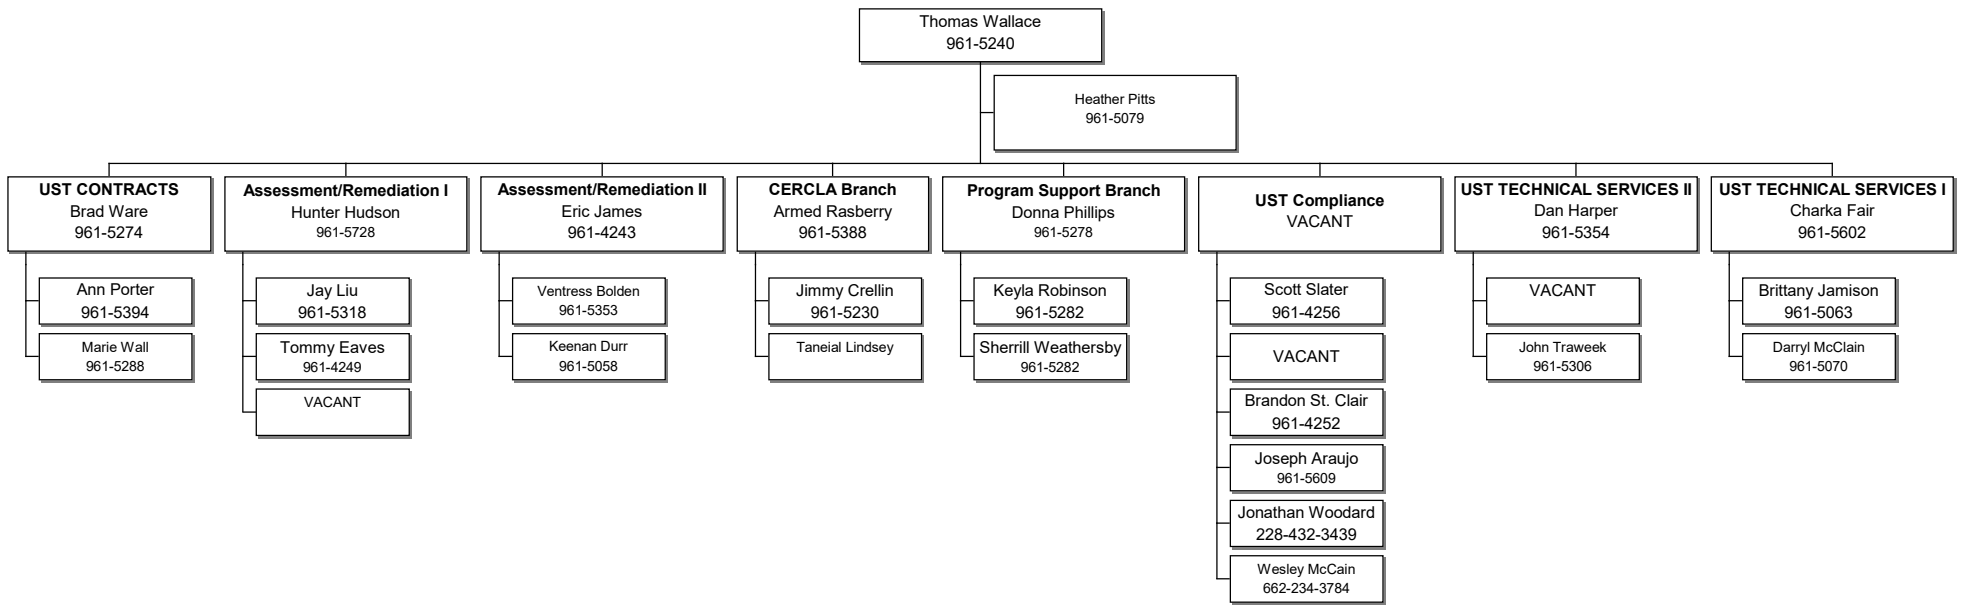 Thomas Wallace
961-5240
Heather Pitts
961-5079
UST CONTRACTS
Brad Ware
961-5274
Ann Porter
961-5394
Marie Wall
961-5288
Assessment/Remediation I
Hunter Hudson
961-5728
Jay Liu
961-5318
Tommy Eaves
961-4249
VACANT
Assessment/Remediation II
Eric James
961-4243
Ventress Bolden
961-5353
Keenan Durr
961-5058
CERCLA Branch
Armed Rasberry
961-5388
Jimmy Crellin
961-5230
Taneial Lindsey
Program Support Branch
Donna Phillips
961-5278
Keyla Robinson
961-5282
Sherrill Weathersby
961-5282
UST Compliance
VACANT
Scott Slater
961-4256
VACANT
Brandon St. Clair
961-4252
Joseph Araujo
961-5609
Jonathan Woodard
228-432-3439
Wesley McCain
662-234-3784
UST TECHNICAL SERVICES II
Dan Harper
961-5354
VACANT
John Traweek
961-5306
UST TECHNICAL SERVICES I
Charka Fair
961-5602
Brittany Jamison
961-5063
Darryl McClain
961-5070